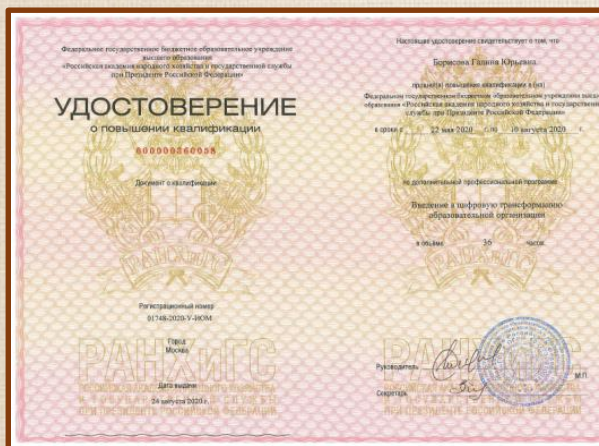 Федеральное государственное бюджетное образовательное учреждение
высшего образования
«Российская академия народного хозяйства и государственной службы
при Президенте Российской Федерации»
УДОСТОВЕРЕНИЕ
о повышении квалификации
Документ о квалификации
Регистрационный номер
01748-2020-У-ИОМ
Город
Москва
Дата выдачи
24 августа 2020 г.
РАНХиГС
Настоящее удостоверение свидетельствует о том, что
Борисова Галина Юрьевна
прошел(а) повышение квалификации в (на)
Федеральном государственном бюджетном образовательном учреждении высшего
образования «Российская академия народного хозяйства и государственной
службы при Президенте Российской Федерации»
в срок с 22 мая 2020 г. по 10 августа 2020 г.
по дополнительной профессиональной программе
Введение в цифровую трансформацию
образовательной организации
в объёме 36 часов
РАНХиГС
Руководитель
М.П.
Секретарь